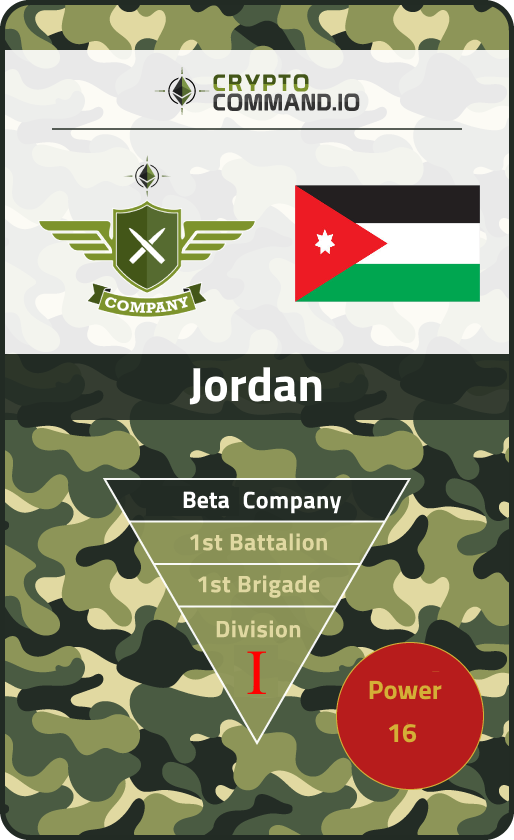 CRYPTO
COMMAND.IO
COMPANY
Jordan
Beta Company
1st Battalion
1st Brigade
Division
I
Power
16